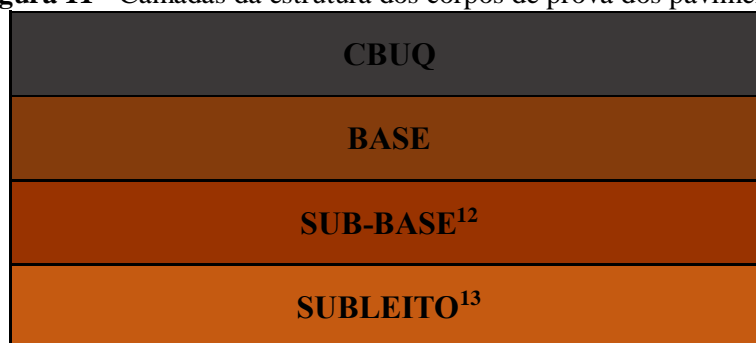 Camadas da estrutura dos corpos de prova dos
CBUQ
BASE
SUB-BASE¹²
SUBLEITO¹³